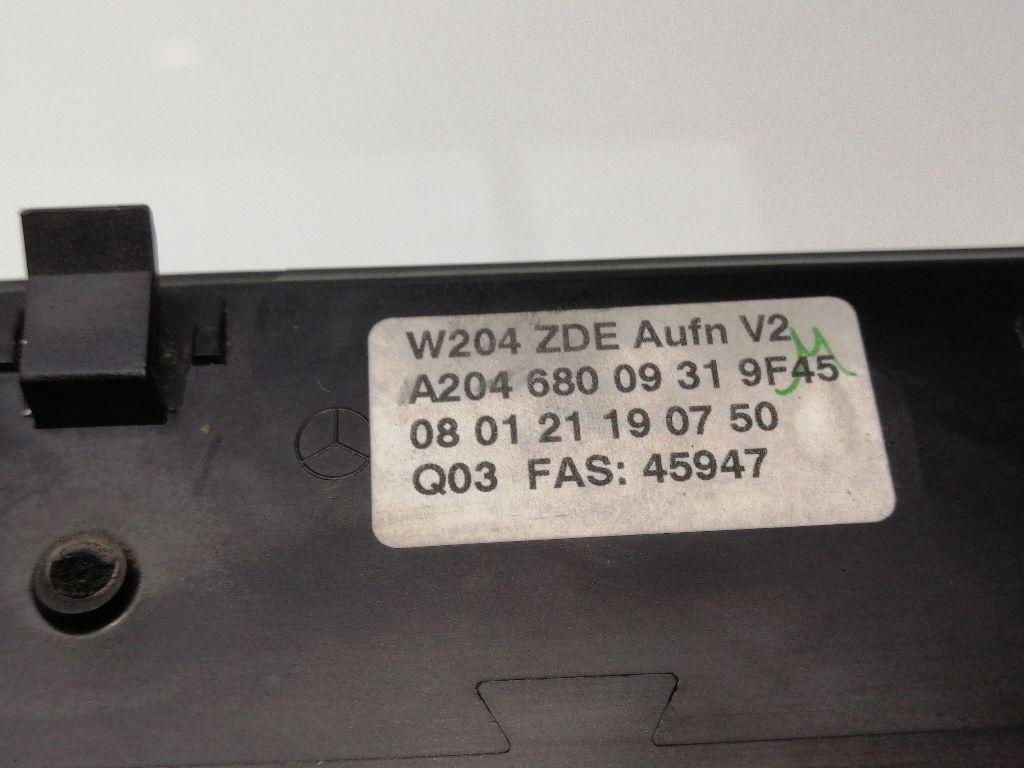 W204 ZDE Aufn V2
A204 680 09 31 9F45
08 01 21 19 07 50
Q03 FAS: 45947